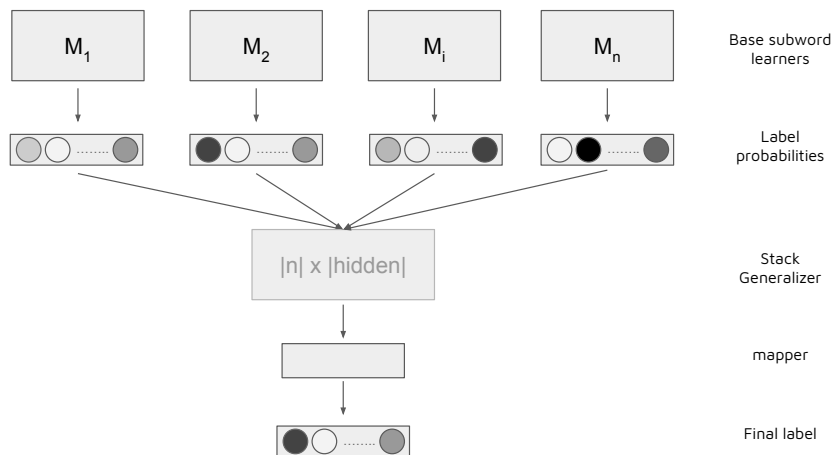 M1
M2
Mi
Mn
Base subword
learners
........
........
........
........
Label
probabilities
|n| x |hidden|
Stack
Generalizer
mapper
........
Final label